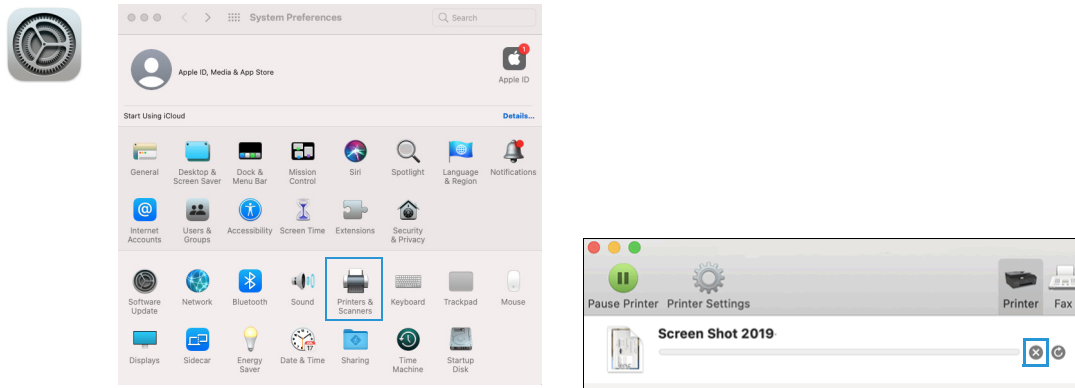 System Preferences
Search
Apple ID, Media & App Store
1
Apple ID
Start Using iCloud
Details...
General
Desktop &
Screen Saver
Dock &
Menu Bar
Mission
Control
Siri
Spotlight
Language
& Region
Notifications
Internet
Accounts
Users &
Groups
Accessibility
Screen Time
Extensions
Security
& Privacy
Software
Update
Network
Bluetooth
Sound
Printers &
Scanners
Keyboard
Trackpad
Mouse
Displays
Sidecar
Energy
Saver
Date & Time
Sharing
Time
Machine
Startup
Disk
Pause Printer
Printer Settings
Printer
Fax
Screen Shot 2019